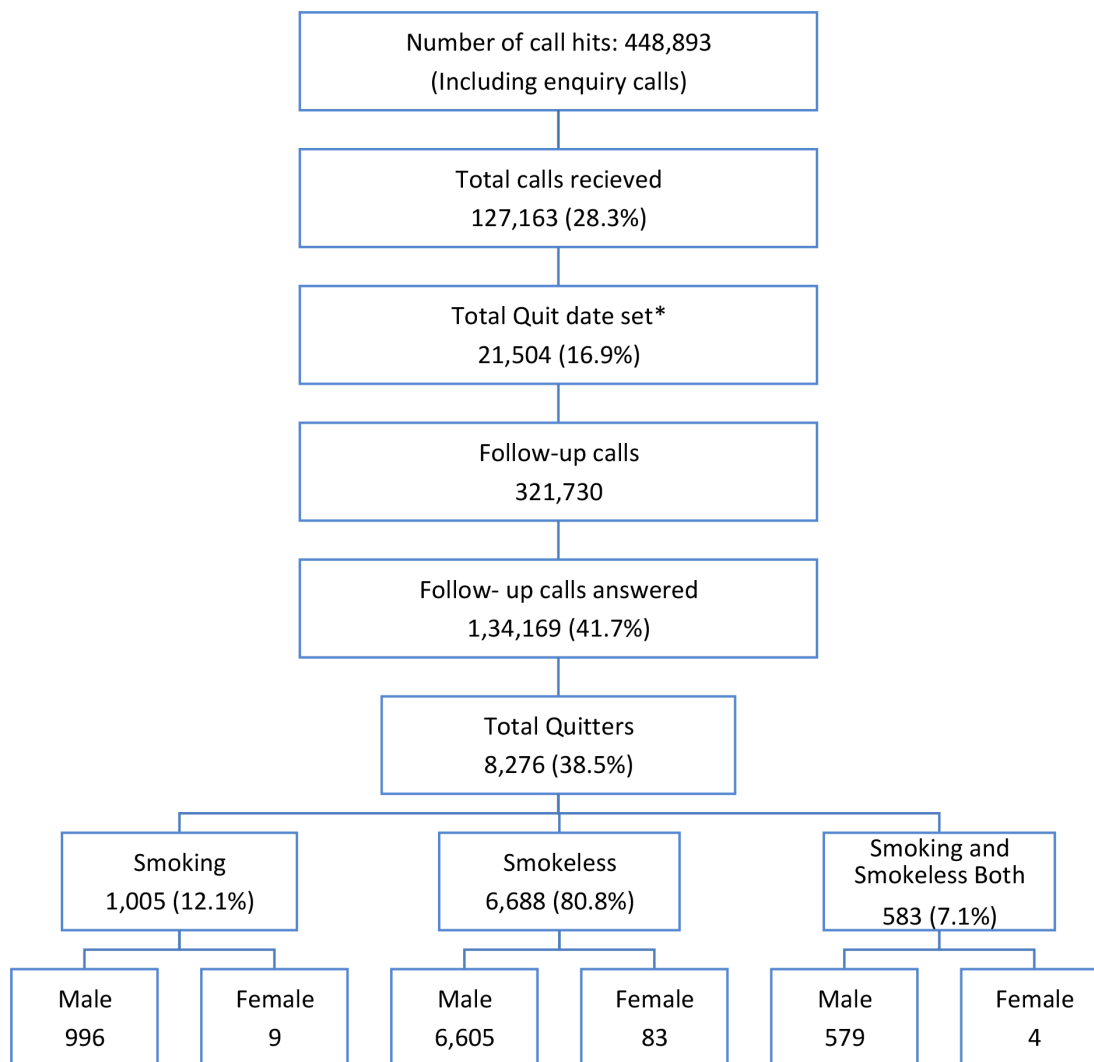 Number of call hits: 448,893
(Including enquiry calls)
Total calls recieved
127,163 (28.3%)
Total Quit date set*
21,504 (16.9%)
Follow-up calls
321,730
Follow- up calls answered
1,34,169 (41.7%)
Total Quitters
8,276 (38.5%)
Smoking
1,005 (12.1%)
Smokeless
6,688 (80.8%)
Smoking and
Smokeless Both
583 (7.1%)
Male
996
Female
9
Male
6,605
Female
83
Male
579
Female
4